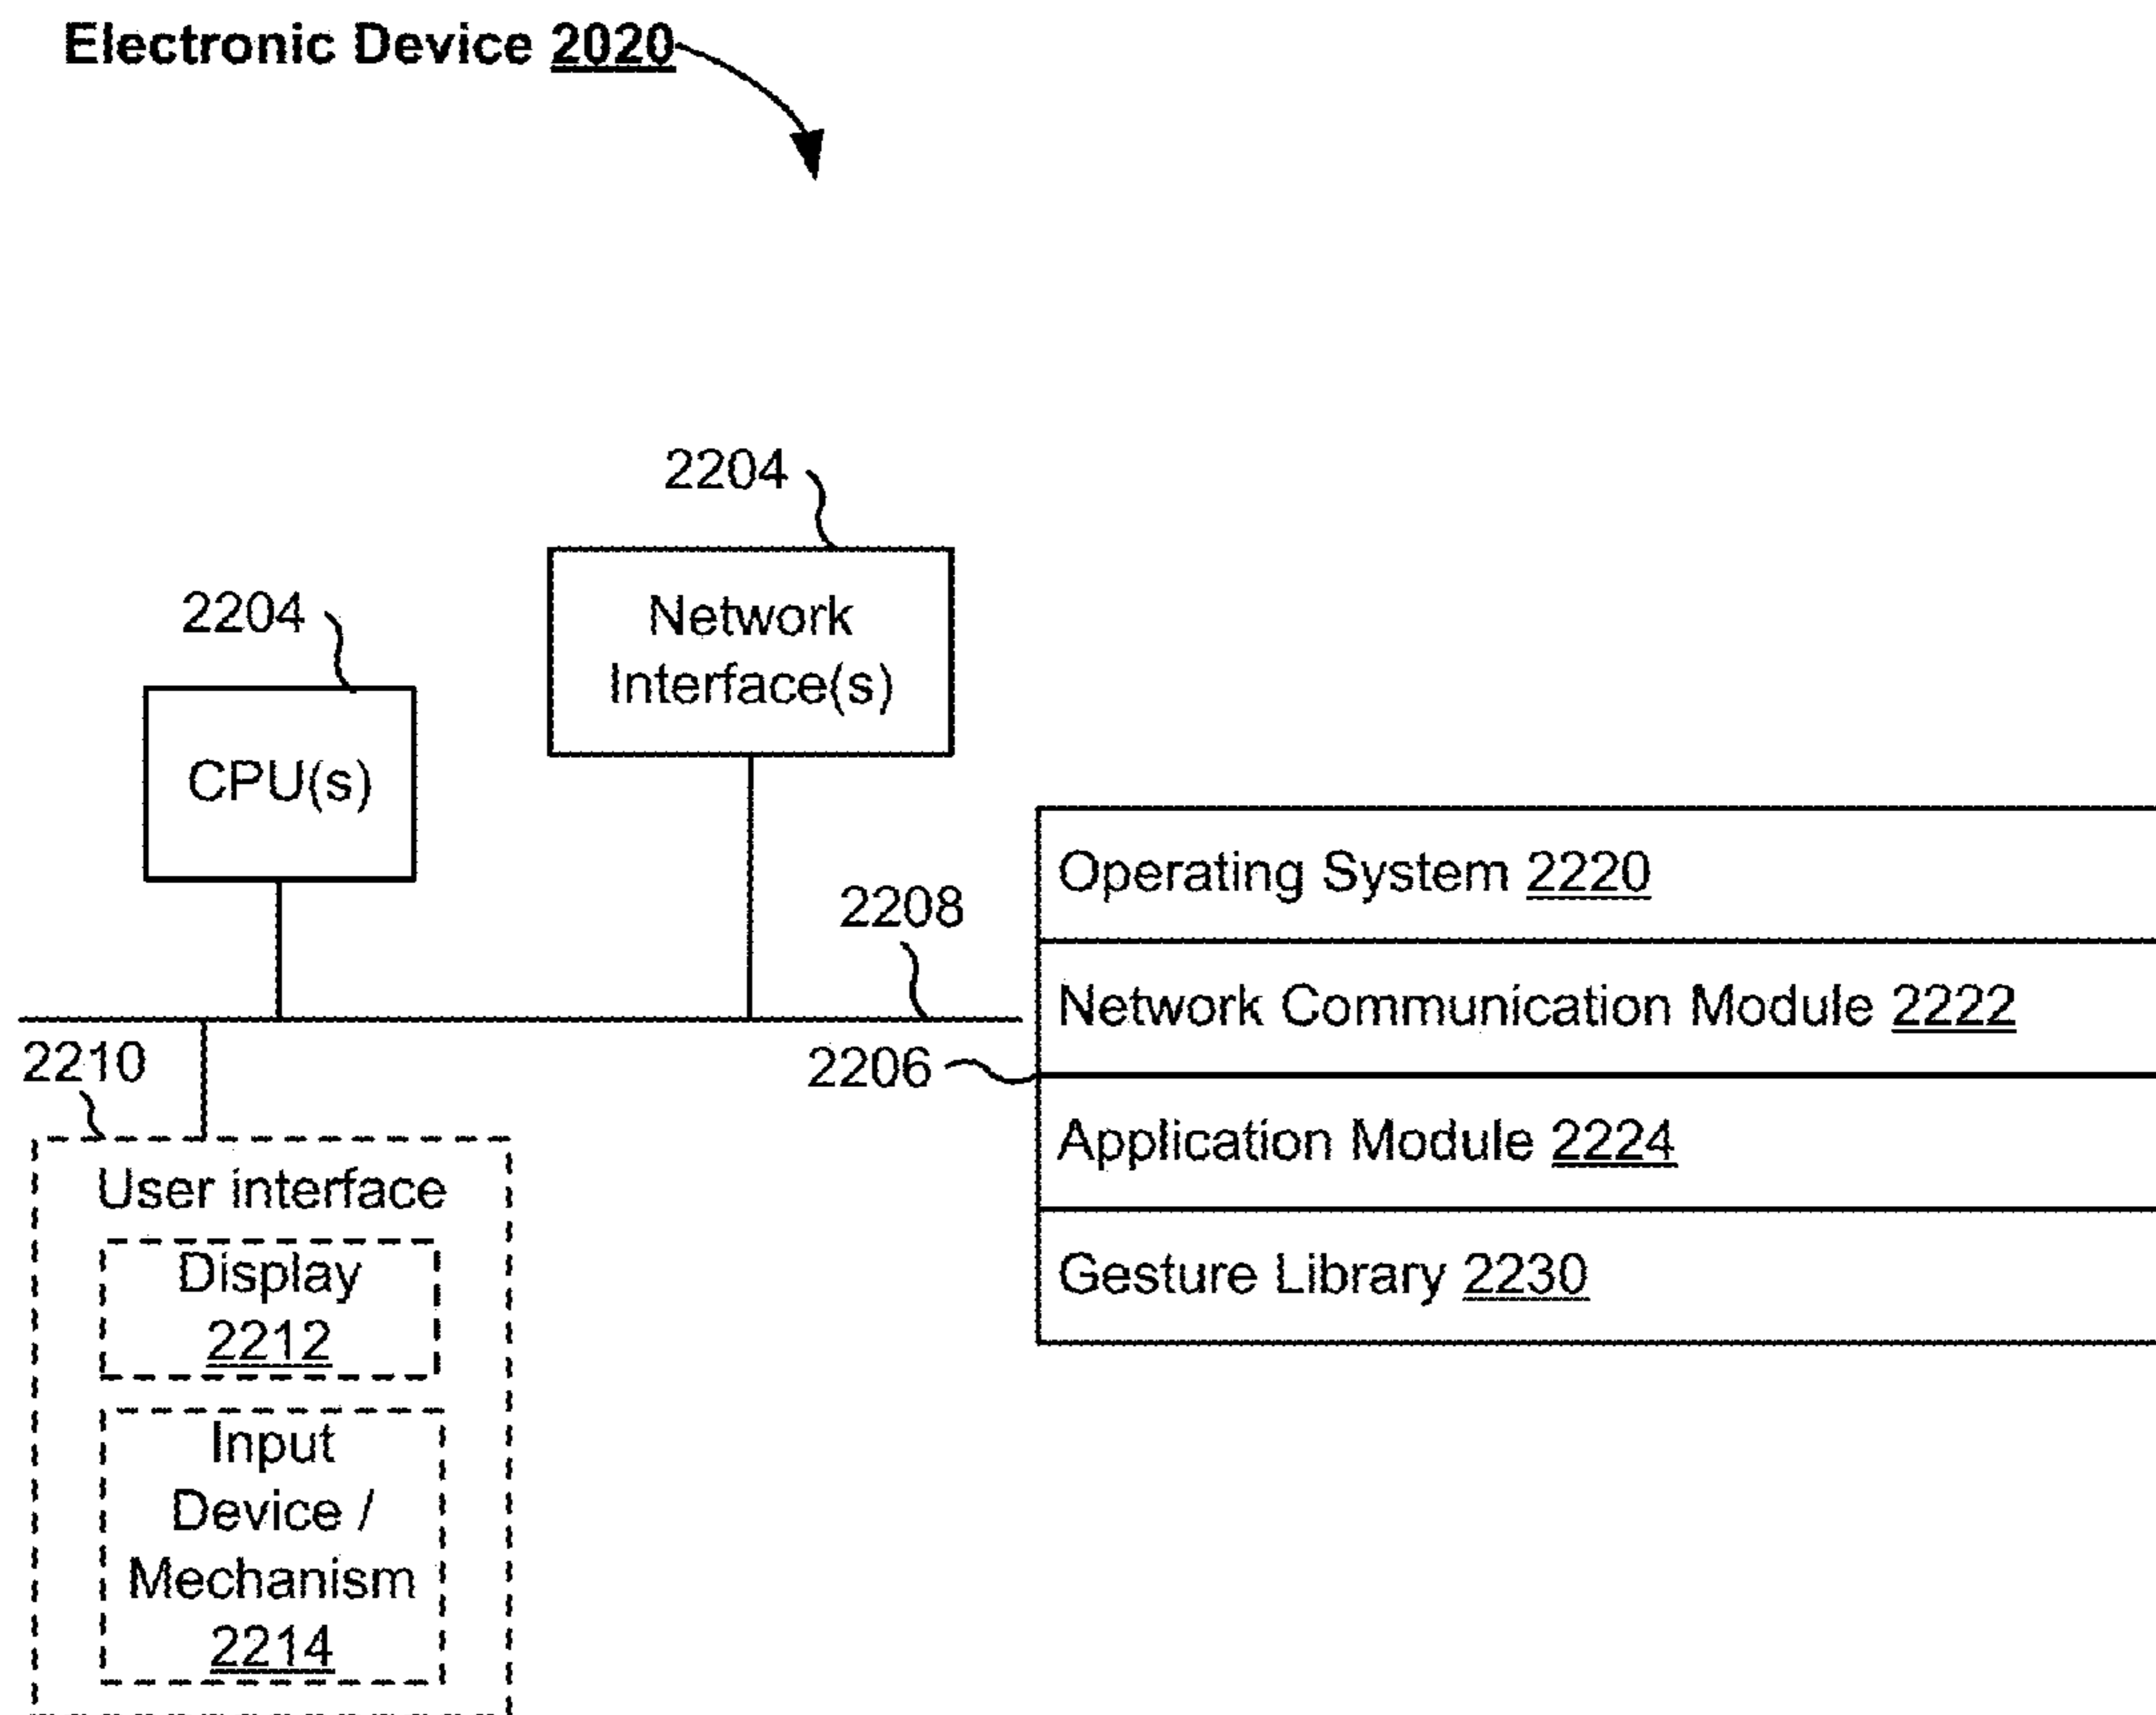 Electronic Device 2020
2204
Network
Interface(s)
2204
CPU(s)
2208
2206
Operating System 2220
Network Communication Module 2222
Application Module 2224
Gesture Library 2230
2210
User interface
Display
2212
Input
Device /
Mechanism
2214